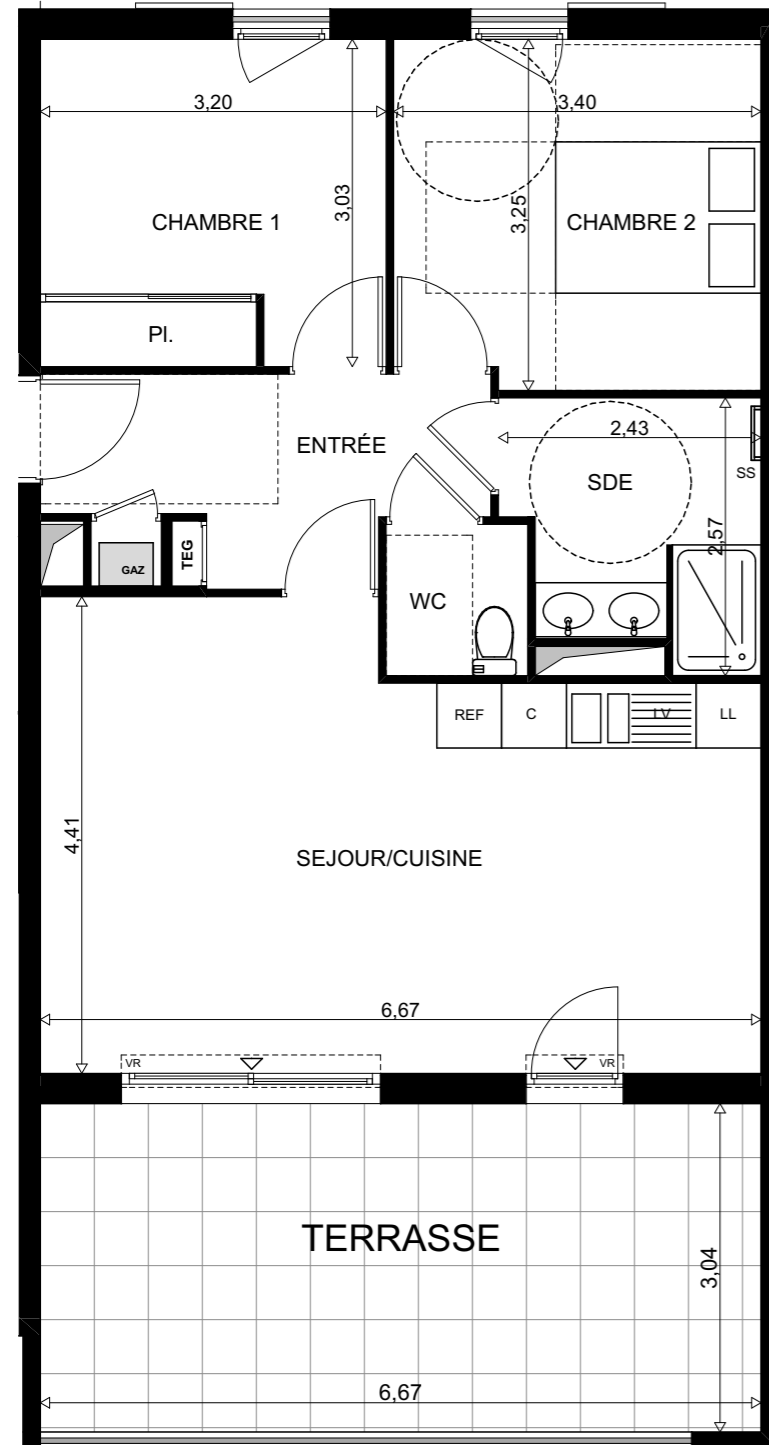 3,20
3,40
3,03
3,25
CHAMBRE 1
CHAMBRE 2
Pl.
ENTRÉE
2,43
SDE
SS
2,57
GAZ
TEG
WC
REF
C
LV
LL
4,41
SEJOUR/CUISINE
6,67
VR
VR
TERRASSE
3,04
6,67